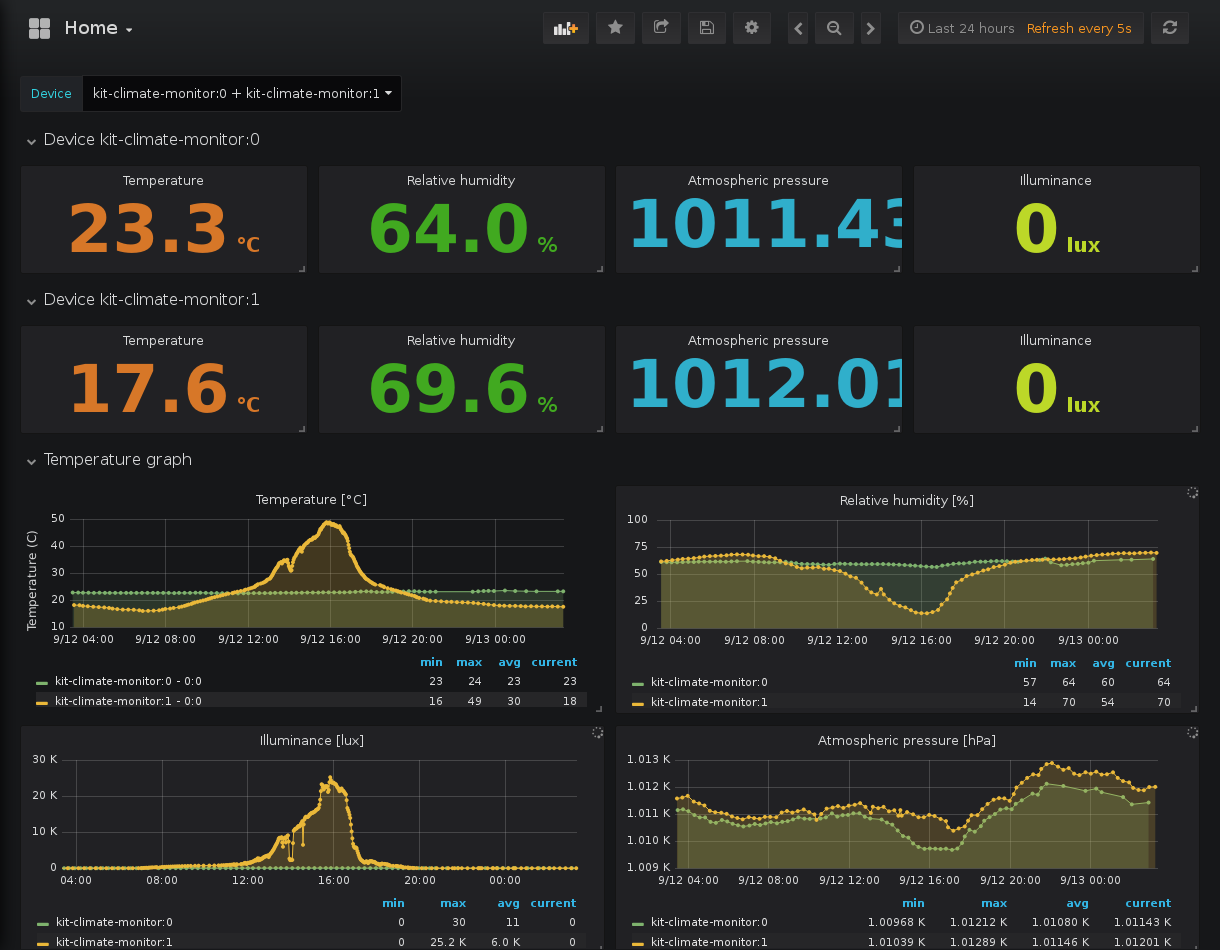 Home
Last 24 hours Refresh every 5s
Device kit-climate-monitor:0 + kit-climate-monitor:1
Device kit-climate-monitor:0
Temperature Relative humidity Atmospheric pressure Illuminance
23.3 °C 64.0 % 1011.43 0 lux
Device kit-climate-monitor:1
Temperature Relative humidity Atmospheric pressure Illuminance
17.6 °C 69.6 % 1012.01 0 lux
Temperature graph
Temperature [°C]
Temperature (C)
50
40
30
20
10
9/12 04:00 9/12 08:00 9/12 12:00 9/12 16:00 9/12 20:00 9/13 00:00
min max avg current
kit-climate-monitor:0 - 0:0 23 24 23 23
kit-climate-monitor:1 - 0:0 16 49 30 18
Relative humidity [%]
100
75
50
25
0
9/12 04:00 9/12 08:00 9/12 12:00 9/12 16:00 9/12 20:00 9/13 00:00
min max avg current
kit-climate-monitor:0 57 64 60 64
kit-climate-monitor:1 14 70 54 70
Illuminance [lux]
30 K
20 K
10 K
0
04:00 08:00 12:00 16:00 20:00 00:00
min max avg current
kit-climate-monitor:0 0 30 11 0
kit-climate-monitor:1 0 25.2 K 6.0 K 0
Atmospheric pressure [hPa]
1.013 K
1.012 K
1.011 K
1.010 K
1.009 K
9/12 04:00 9/12 08:00 9/12 12:00 9/12 16:00 9/12 20:00 9/13 00:00
min max avg current
kit-climate-monitor:0 1.00968 K 1.01212 K 1.01080 K 1.01143 K
kit-climate-monitor:1 1.01039 K 1.01289 K 1.01146 K 1.01201 K